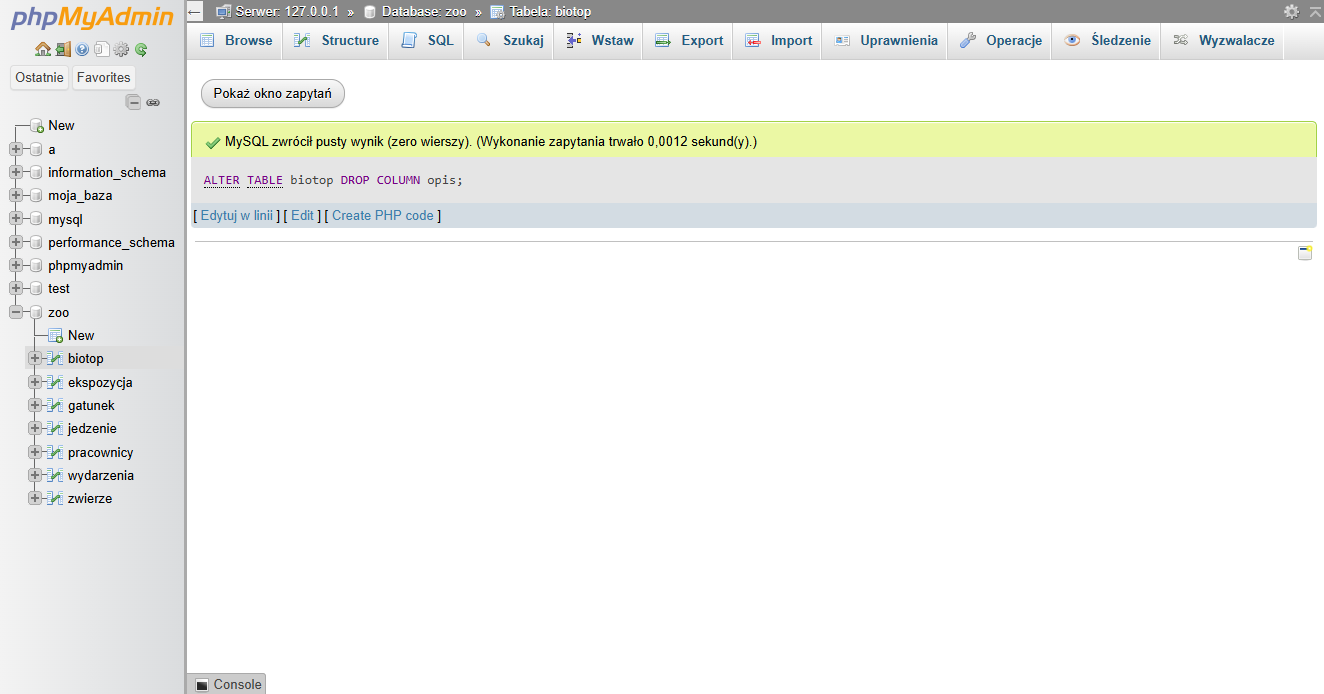 phpMyAdmin
Ostatnie Favorites
New
a
information_schema
moja_baza
mysql
performance_schema
phpmyadmin
test
zoo
New
biotop
ekspozycja
gatunek
jedzenie
pracownicy
wydarzenia
zwierze
Serwer: 127.0.0.1 » Database: zoo » Tabela: biotop
Browse Structure SQL Szukaj Wstaw Export Import Uprawnienia Operacje Śledzenie Wyzwalacze
Pokaż okno zapytań
MySQL zwrócił pusty wynik (zero wierszy). (Wykonanie zapytania trwało 0,0012 sekund(y).)
ALTER TABLE biotop DROP COLUMN opis;
[ Edytuj w linii ] [ Edit ] [ Create PHP code ]
Console